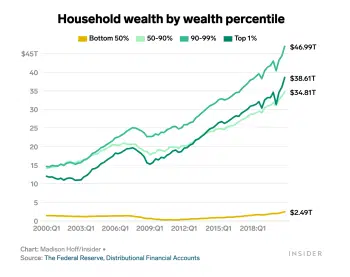 Household wealth by wealth percentile
Bottom 50% 50-90% 90-99% Top 1%
$46.99T
$45T
40
$38.61T
35
$34.81T
30
25
20
15
10
5
$2.49T
0
2000:Q1 2003:Q1 2006:Q1 2009:Q1 2012:Q1 2015:Q1 2018:Q1
Chart: Madison Hoff/Insider •
Source: The Federal Reserve, Distributional Financial Accounts
INSIDER